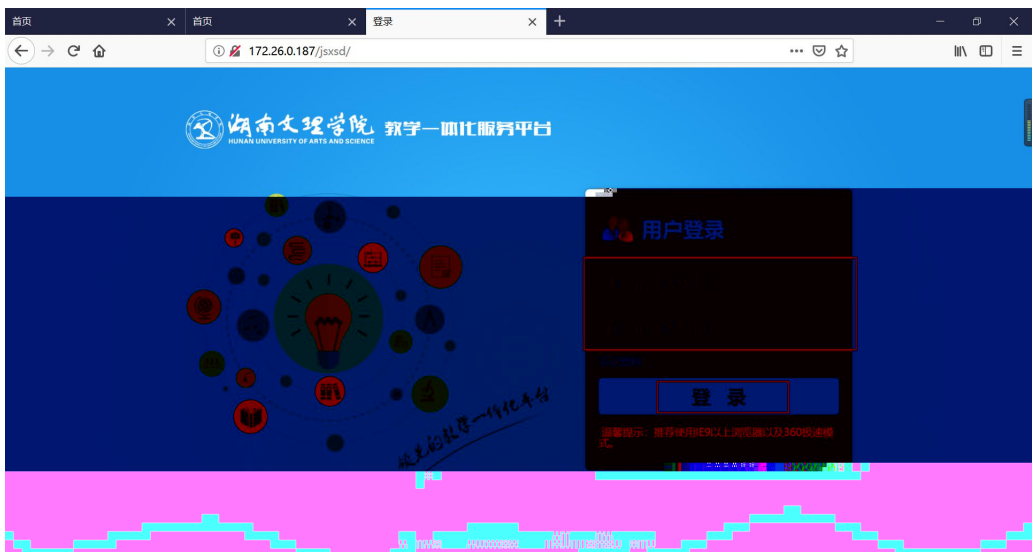 首页
首页
登录
172.26.0.187/jsxsd/
湖南文理学院 教学一体化服务平台
HUNAN UNIVERSITY OF ARTS AND SCIENCE
用户登录
登 录
温馨提示：推荐使用IE9以上浏览器以及360极速模
式。